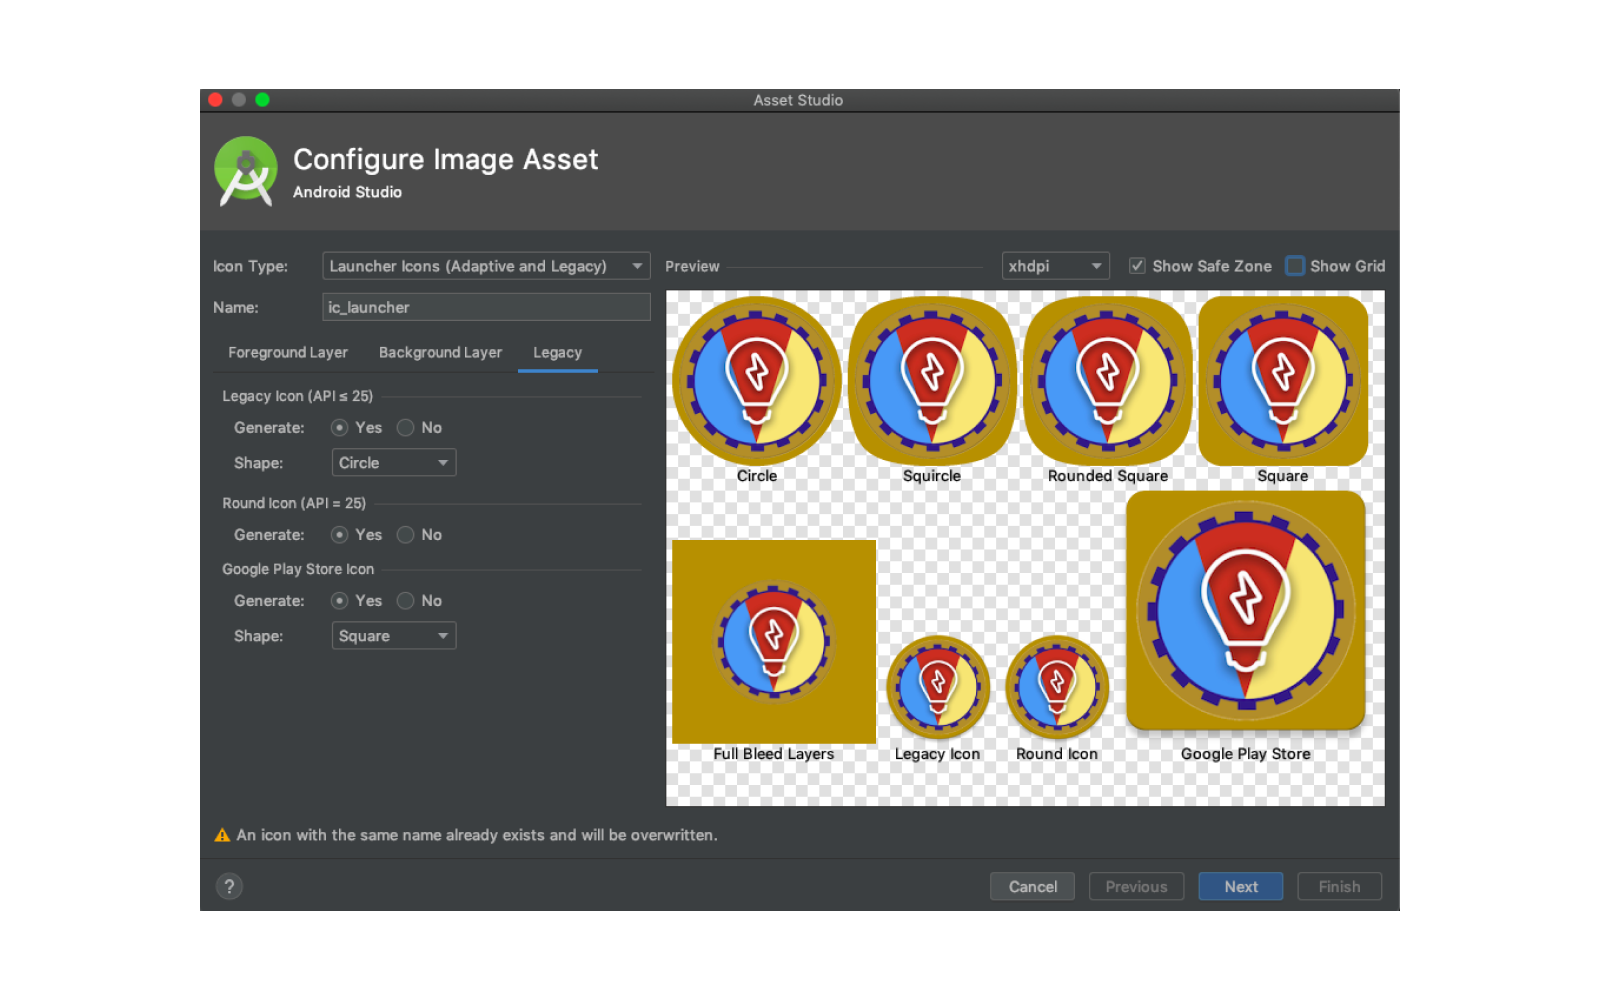 Asset Studio
Configure Image Asset
Android Studio
Icon Type: Launcher Icons (Adaptive and Legacy)
Name: ic_launcher
Foreground Layer Background Layer Legacy
Legacy Icon (API ≤ 25)
Generate: Yes No
Shape: Circle
Round Icon (API = 25)
Generate: Yes No
Google Play Store Icon
Generate: Yes No
Shape: Square
Preview xhdpi Show Safe Zone Show Grid
Circle Squircle Rounded Square Square
Full Bleed Layers Legacy Icon Round Icon Google Play Store
An icon with the same name already exists and will be overwritten.
? Cancel Previous Next Finish